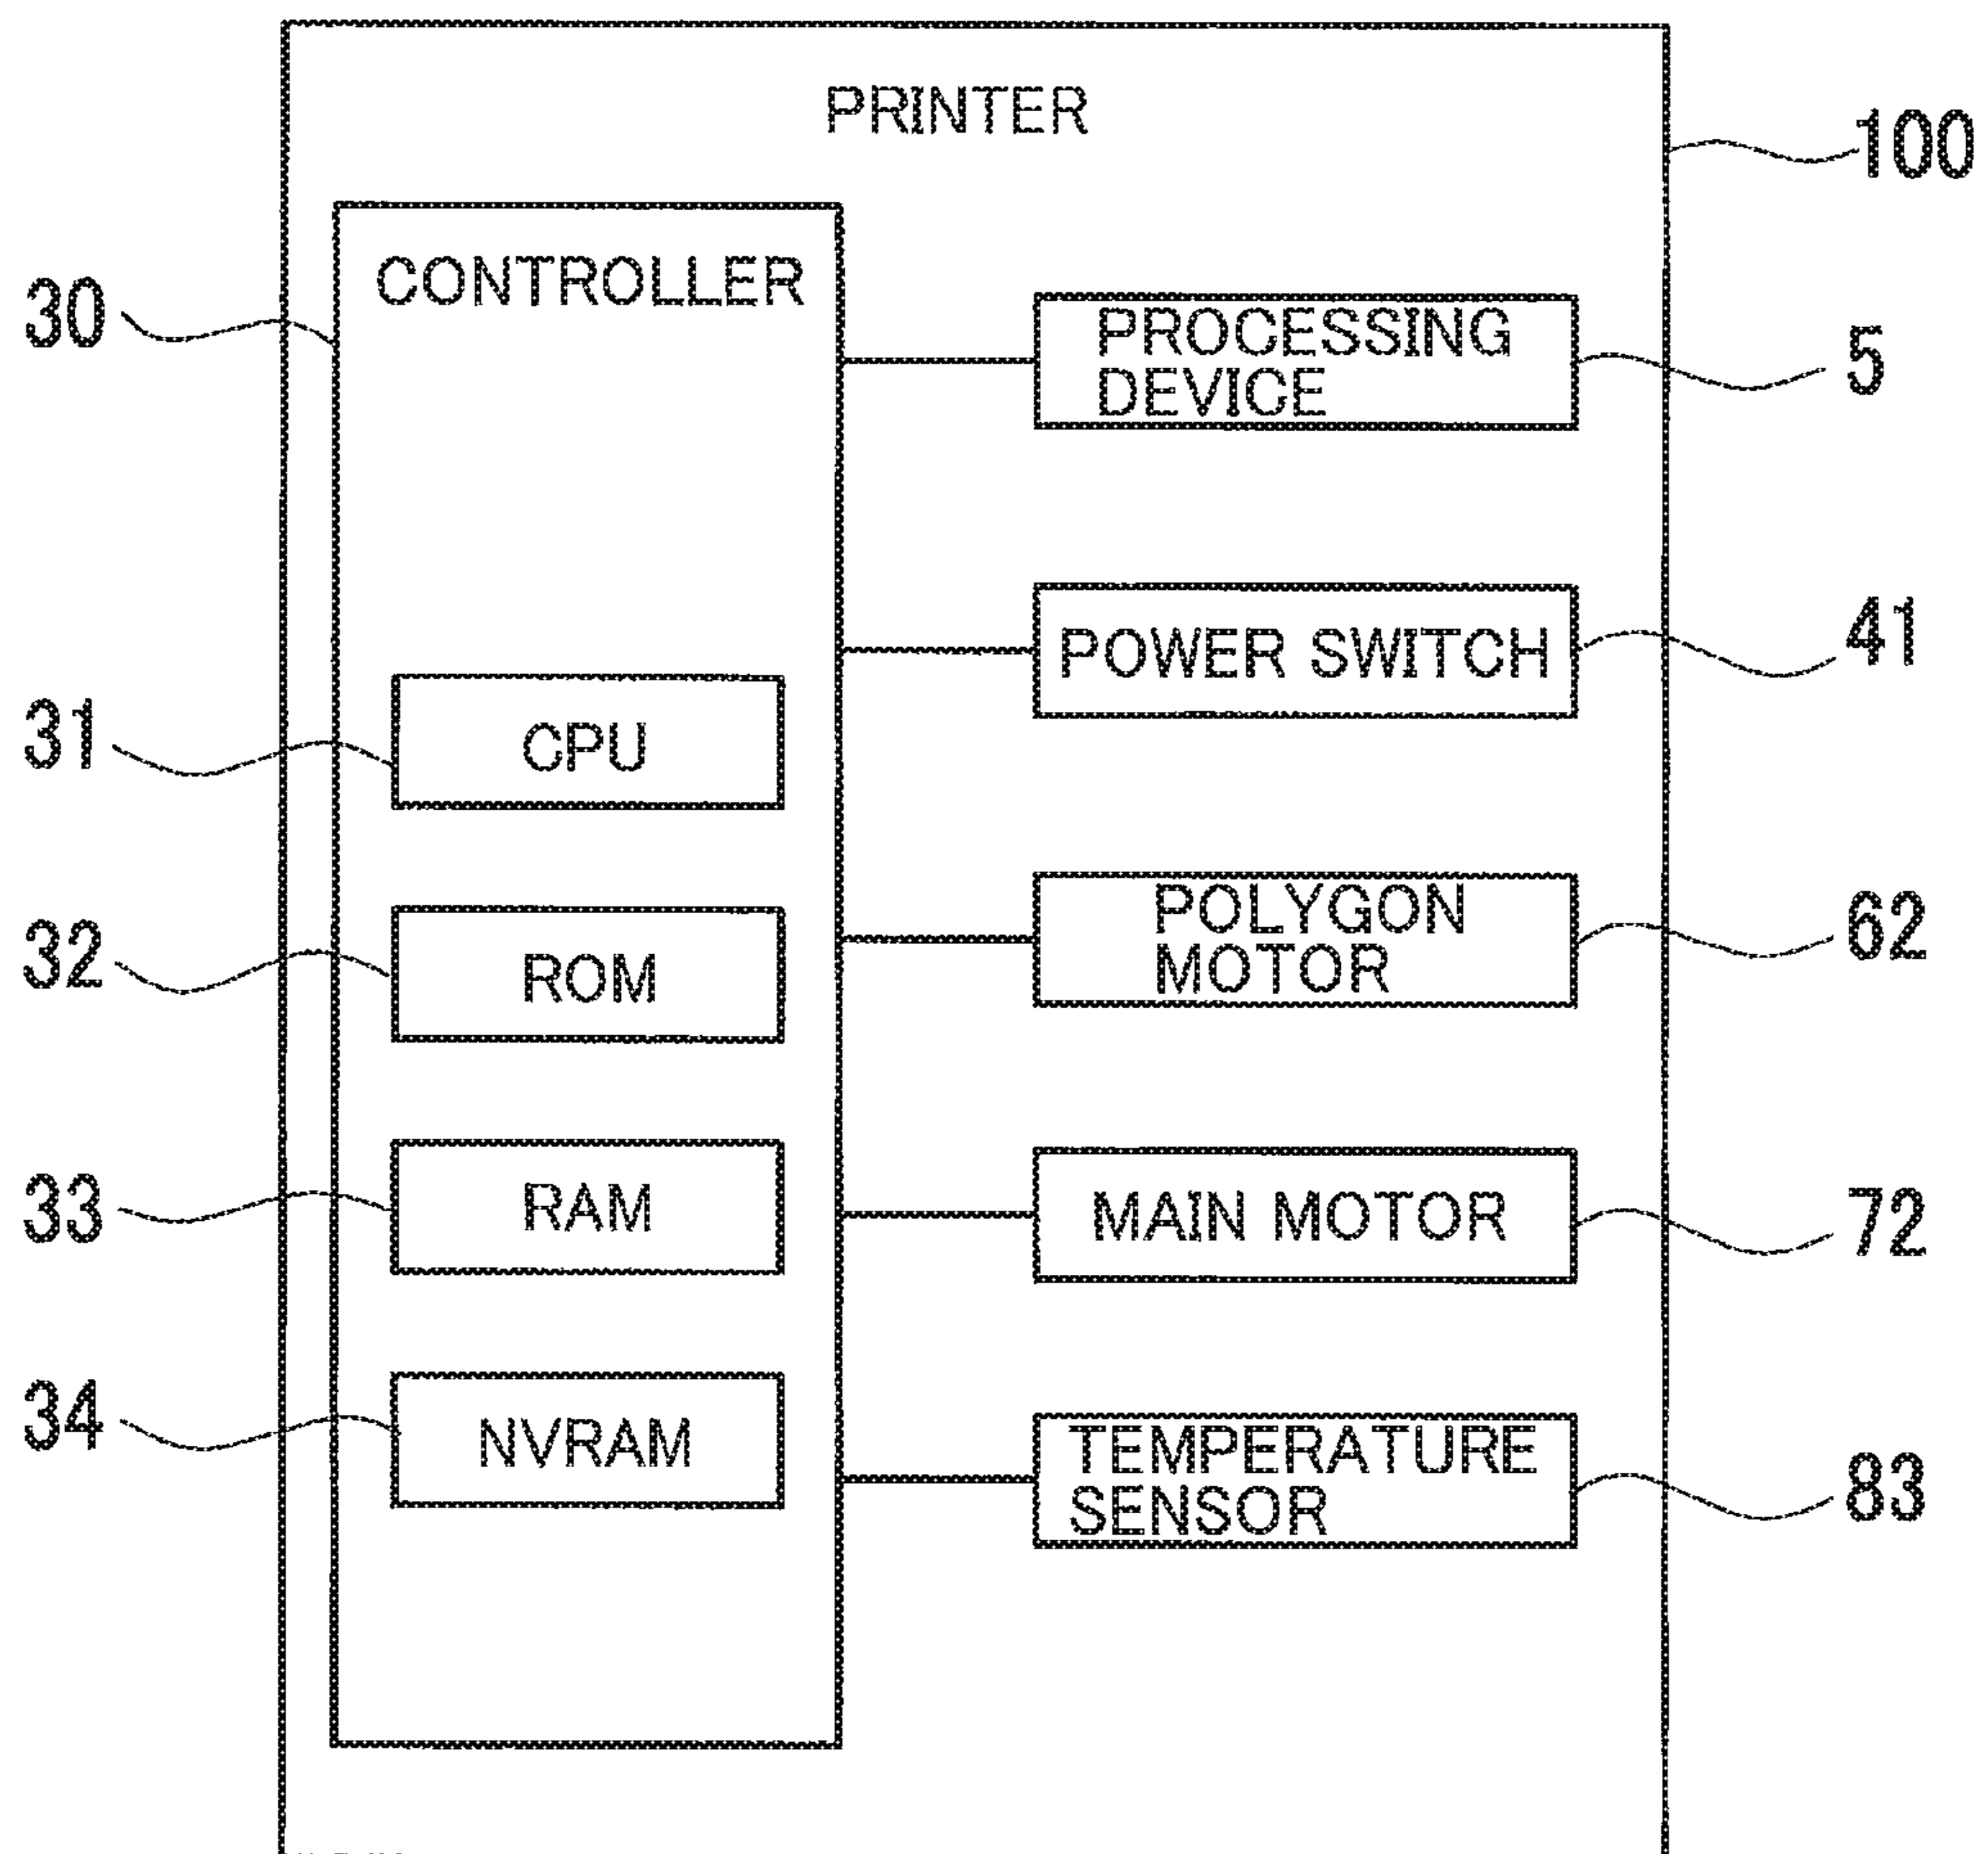 PRINTER
100
30
CONTROLLER
PROCESSING
DEVICE
5
POWER SWITCH
41
31
CPU
POLYGON
MOTOR
62
32
ROM
33
RAM
MAIN MOTOR
72
34
NVRAM
TEMPERATURE
SENSOR
83